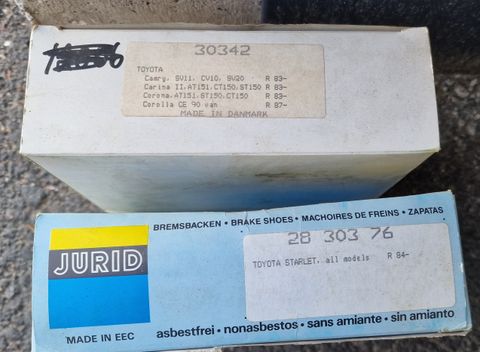 30342
TOYOTA
Camry, SV11, CV10, SV20 R 83-
Carina II.AT151.CT150.ST150 R 83-
Corona.AT151.ST150.CT150 R 83-
Corolla CE 90 van R 87-
MADE IN DANMARK
BREMSBACKEN • BRAKE SHOES • MACHOIRES DE FREINS • ZAPATAS
JURID
28 303 76
TOYOTA STARLET. all models R 84-
MADE IN EEC
asbestfrei • nonasbestos • sans amiante • sin amianto